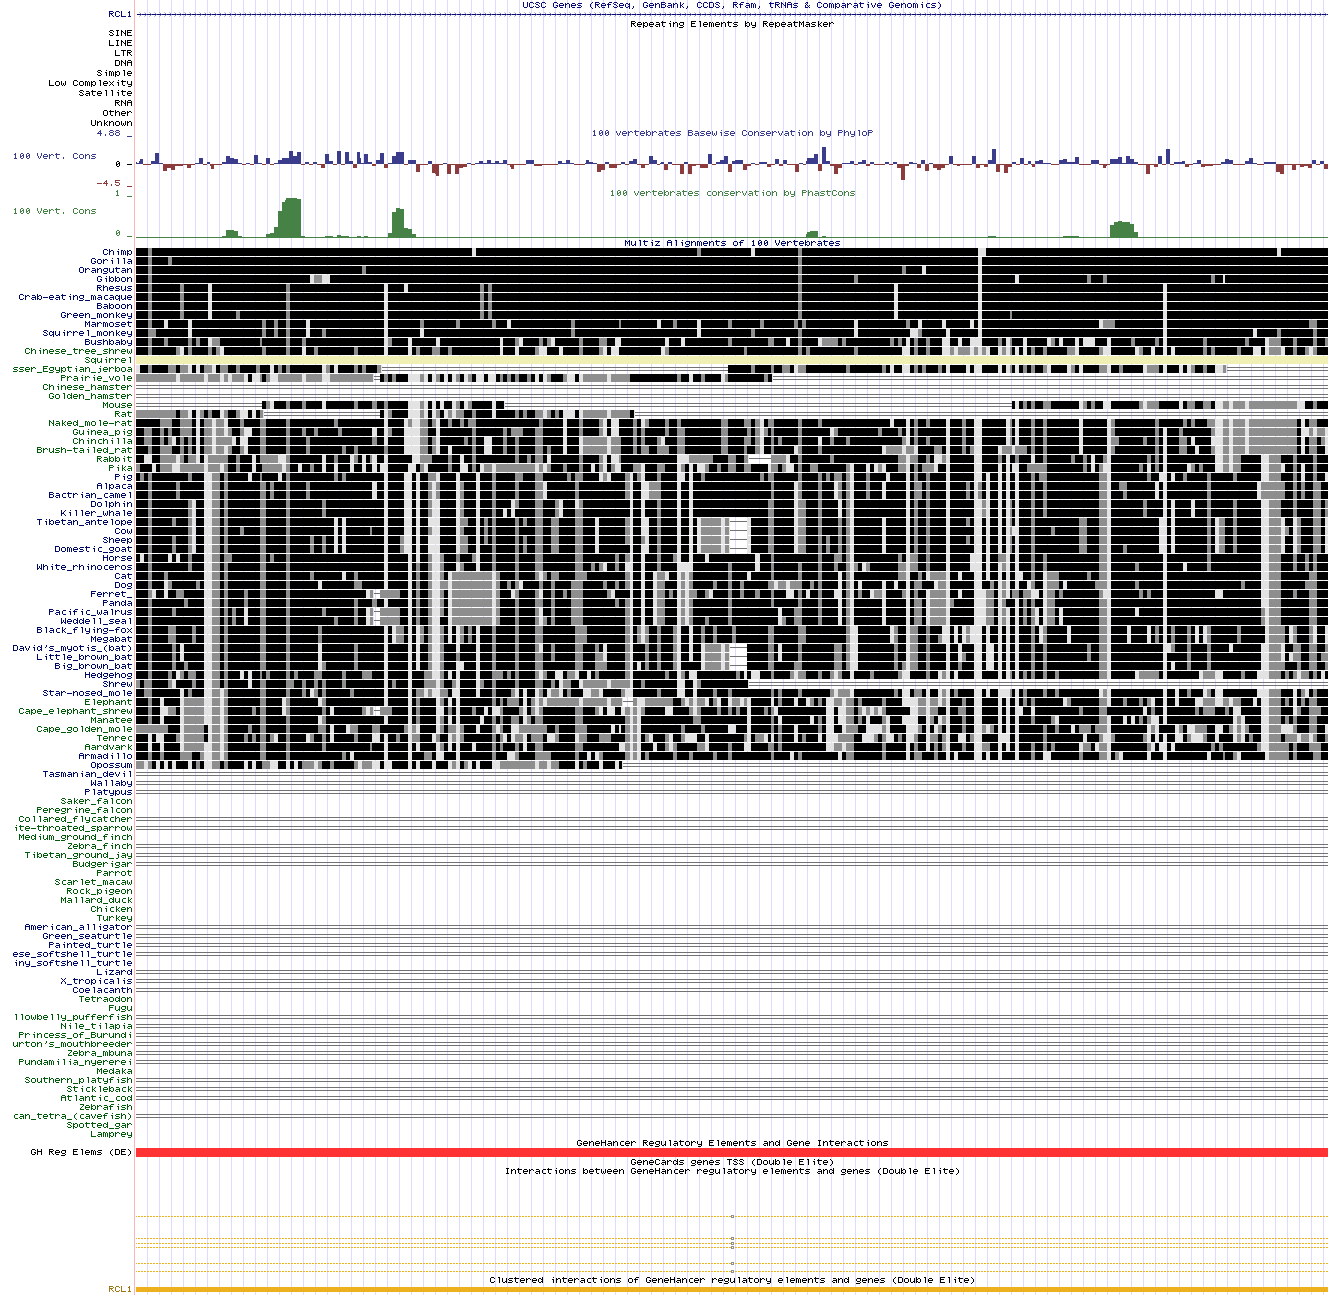 UCSC Genes (RefSeq, GenBank, CCDS, Rfam, tRNAs & Comparative Genomics)
RCL1
Repeating Elements by RepeatMasker
SINE
LINE
LTR
DNA
Simple
Low Complexity
Satellite
RNA
Other
Unknown
4.88 _
100 vertebrates Basewise Conservation by PhyloP
100 Vert. Cons
0 _
-4.5 _
100 vertebrates conservation by PhastCons
1 _
100 Vert. Cons
0 _
Multiz Alignments of 100 Vertebrates
Chimp
Gorilla
Orangutan
Gibbon
Rhesus
Crab-eating_macaque
Baboon
Green_monkey
Marmoset
Squirrel_monkey
Bushbaby
Chinese_tree_shrew
Squirrel
sser_Egyptian_jerboa
Prairie_vole
Chinese_hamster
Golden_hamster
Mouse
Rat
Naked_mole-rat
Guinea_pig
Chinchilla
Brush-tailed_rat
Rabbit
Pika
Pig
Alpaca
Bactrian_camel
Dolphin
Killer_whale
Tibetan_antelope
Cow
Sheep
Domestic_goat
Horse
White_rhinoceros
Cat
Dog
Ferret_
Panda
Pacific_walrus
Weddell_seal
Black_flying-fox
Megabat
David's_myotis_(bat)
Little_brown_bat
Big_brown_bat
Hedgehog
Shrew
Star-nosed_mole
Elephant
Cape_elephant_shrew
Manatee
Cape_golden_mole
Tenrec
Aardvark
Armadillo
Opossum
Tasmanian_devil
Wallaby
Platypus
Saker_falcon
Peregrine_falcon
Collared_flycatcher
ite-throated_sparrow
Medium_ground_finch
Zebra_finch
Tibetan_ground_jay
Budgerigar
Parrot
Scarlet_macaw
Rock_pigeon
Mallard_duck
Chicken
Turkey
American_alligator
Green_seaturtle
Painted_turtle
ese_softshell_turtle
iny_softshell_turtle
Lizard
X_tropicalis
Coelacanth
Tetraodon
Fugu
llowbelly_pufferfish
Nile_tilapia
Princess_of_Burundi
urton's_mouthbreeder
Zebra_mbuna
Pundamilia_nyererei
Medaka
Southern_platyfish
Stickleback
Atlantic_cod
Zebrafish
can_tetra_(cavefish)
Spotted_gar
Lamprey
GeneHancer Regulatory Elements and Gene Interactions
GH Reg Elems (DE)
GeneCards genes TSS (Double Elite)
Interactions between GeneHancer regulatory elements and genes (Double Elite)
Clustered interactions of GeneHancer regulatory elements and genes (Double Elite)
RCL1